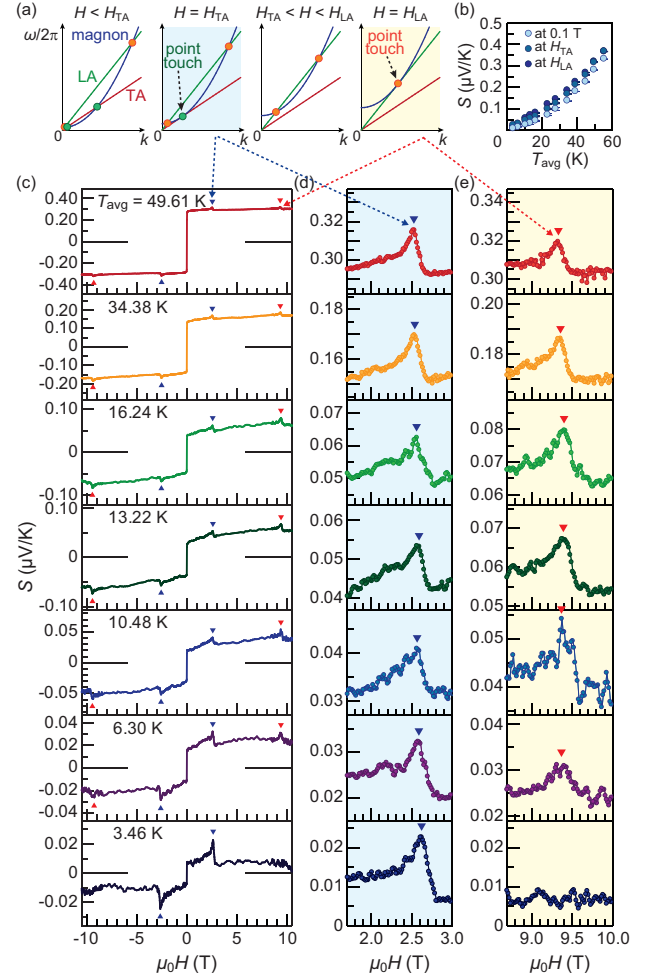 (a)
H < H_TA
H = H_TA
H_TA < H < H_LA
H = H_LA
(b)
ω/2π
magnon
LA
TA
point
touch
point
touch
0
k
0
k
0
k
0
k
S (μV/K)
0.5
0.4
0.3
0.2
0.1
0
at 0.1 T
at H_TA
at H_LA
0 20 40 60
T_avg (K)
(c)
(d)
(e)
T_avg = 49.61 K
0.40
0.20
0
-0.20
-0.40
0.32
0.30
0.34
0.32
0.30
34.38 K
0.20
0.10
0
-0.10
-0.20
0.18
0.16
0.20
0.18
16.24 K
0.10
0
-0.10
0.07
0.06
0.05
0.10
0.08
0.06
13.22 K
0.10
0
-0.10
0.06
0.05
0.04
0.07
0.06
0.05
10.48 K
0.05
0
-0.05
0.04
0.03
0.05
0.04
6.30 K
0.04
0.02
0
-0.02
-0.04
0.03
0.02
0.04
0.03
0.02
3.46 K
0.02
0
-0.02
0.02
0.01
0
0.01
0
S (μV/K)
-10 -5 0 5 10
2.0 2.5 3.0
9.0 9.5 10.0
μ₀H (T)
μ₀H (T)
μ₀H (T)